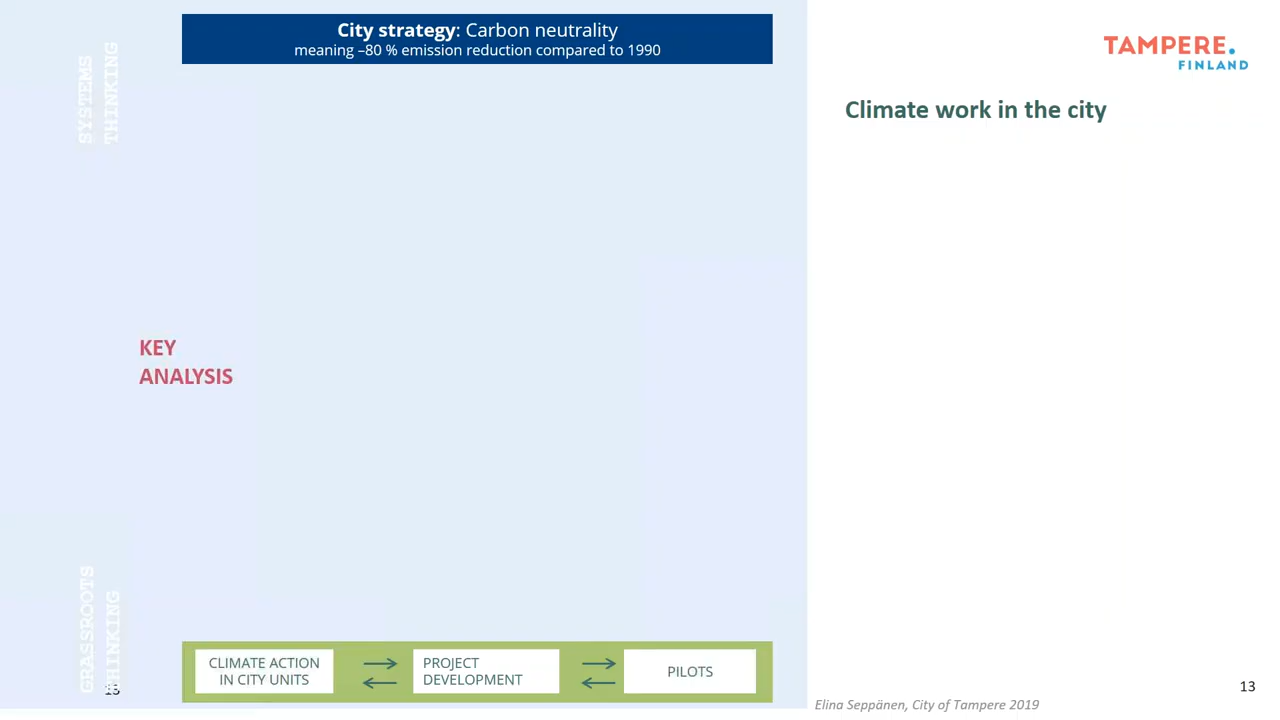 City strategy: Carbon neutrality
meaning –80 % emission reduction compared to 1990
TAMPERE.
FINLAND
SYSTEMS
THINKING
Climate work in the city
KEY
ANALYSIS
GRASSROOTS
THINKING
CLIMATE ACTION
IN CITY UNITS
PROJECT
DEVELOPMENT
PILOTS
13
13
Elina Seppänen, City of Tampere 2019